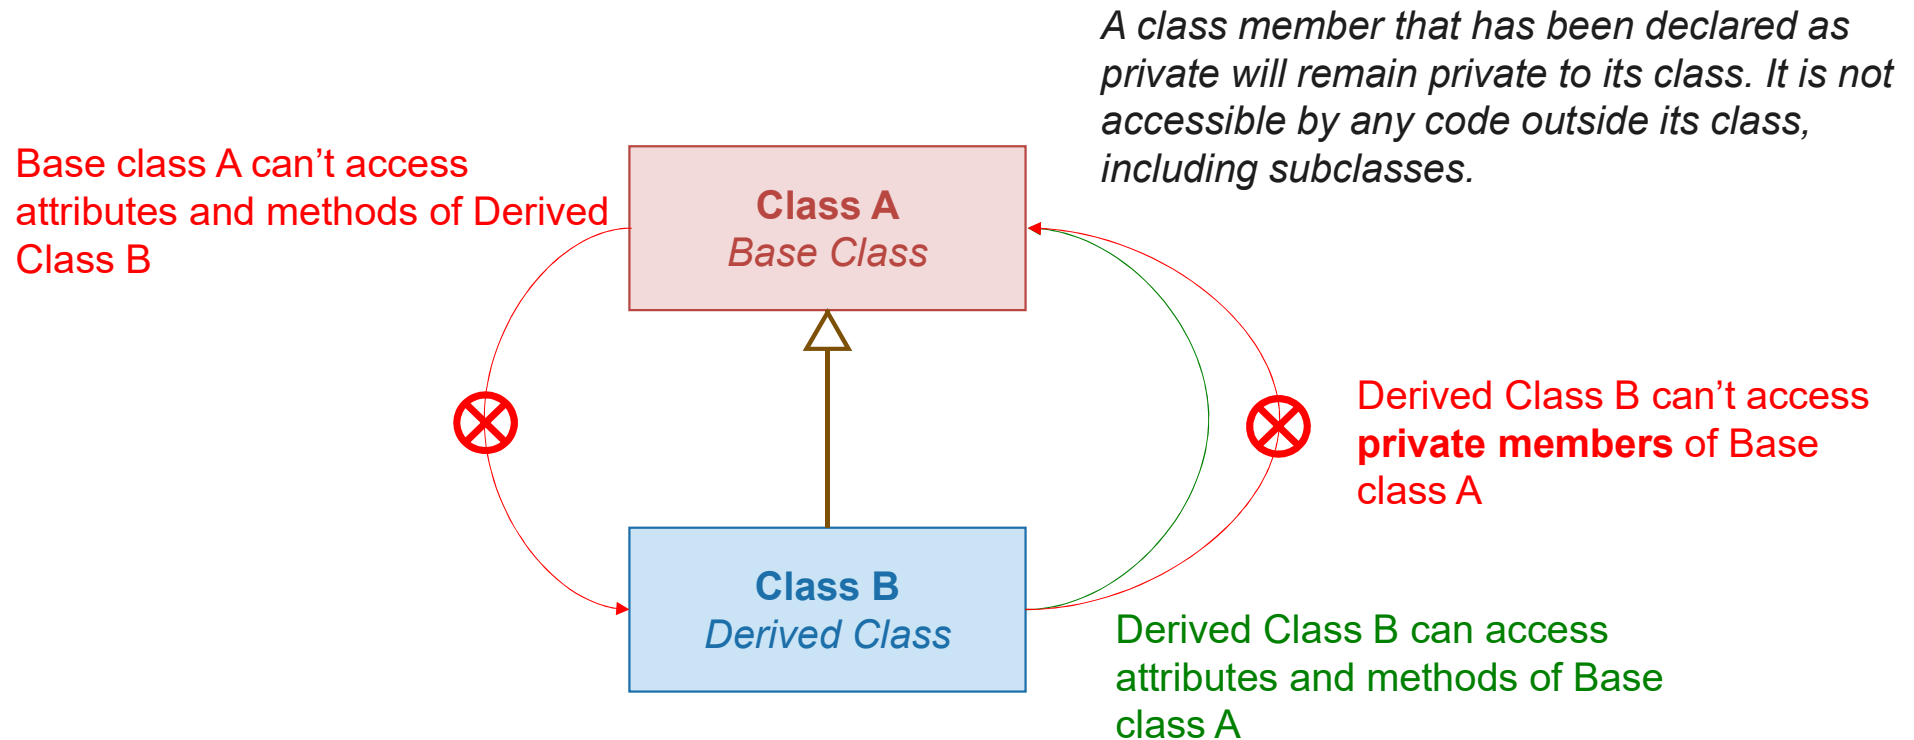 A class member that has been declared as
private will remain private to its class. It is not
accessible by any code outside its class,
including subclasses.
Base class A can’t access
attributes and methods of Derived
Class B
Class A
Base Class
Derived Class B can’t access
private members of Base
class A
Class B
Derived Class
Derived Class B can access
attributes and methods of Base
class A